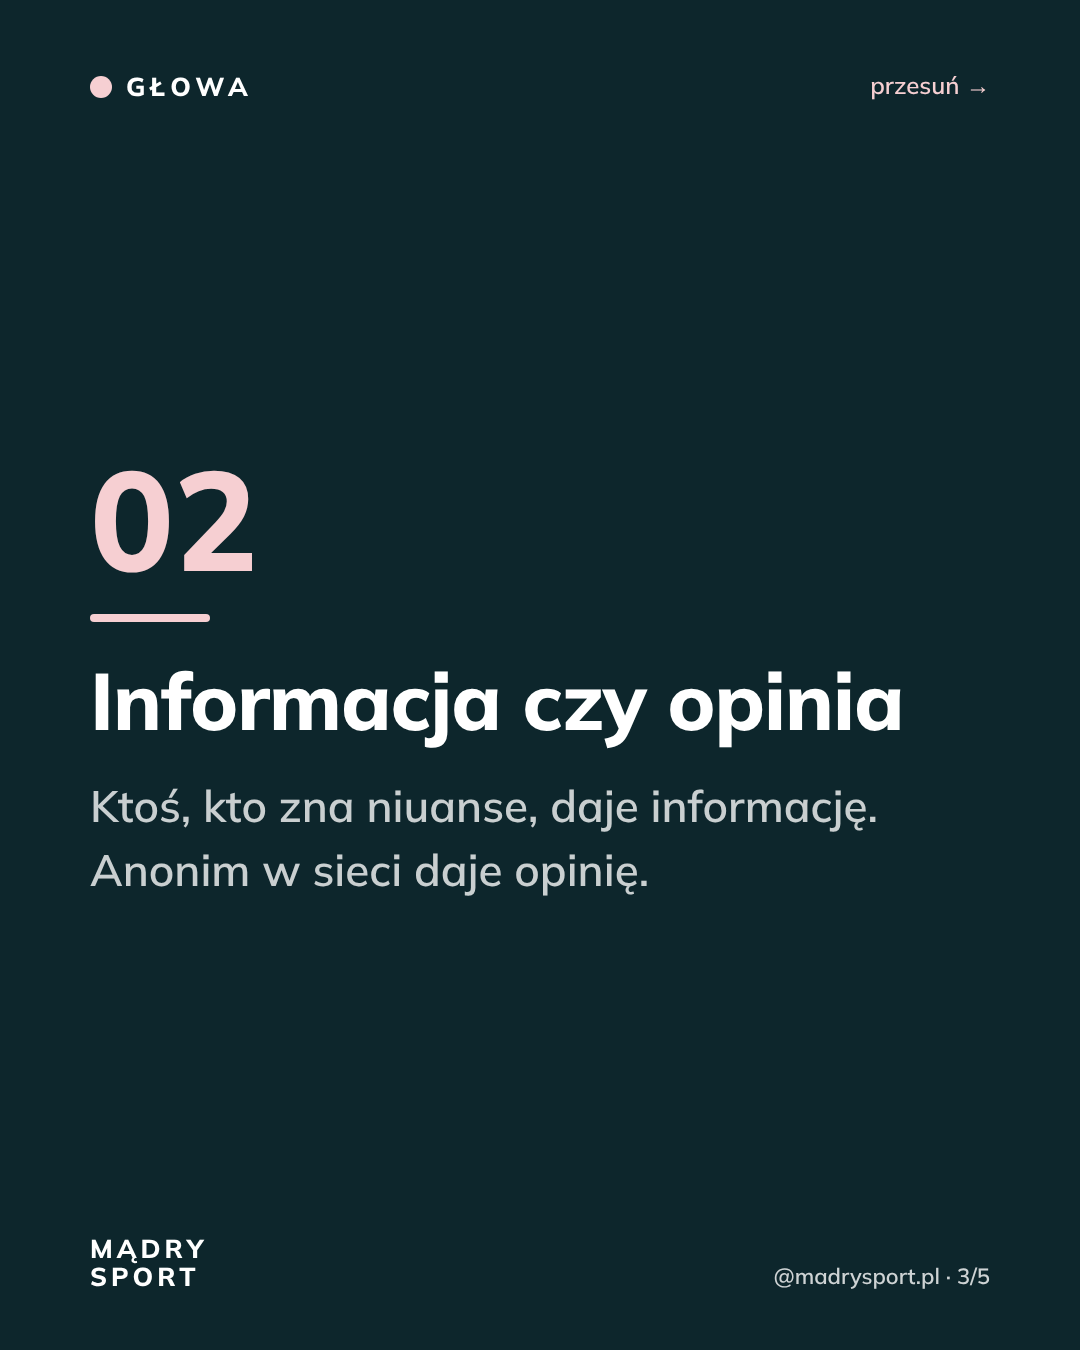 GŁOWA
przesuń →
02
Informacja czy opinia
Ktoś, kto zna niuanse, daje informację.
Anonim w sieci daje opinię.
MĄDRY
SPORT
@madrysport.pl · 3/5